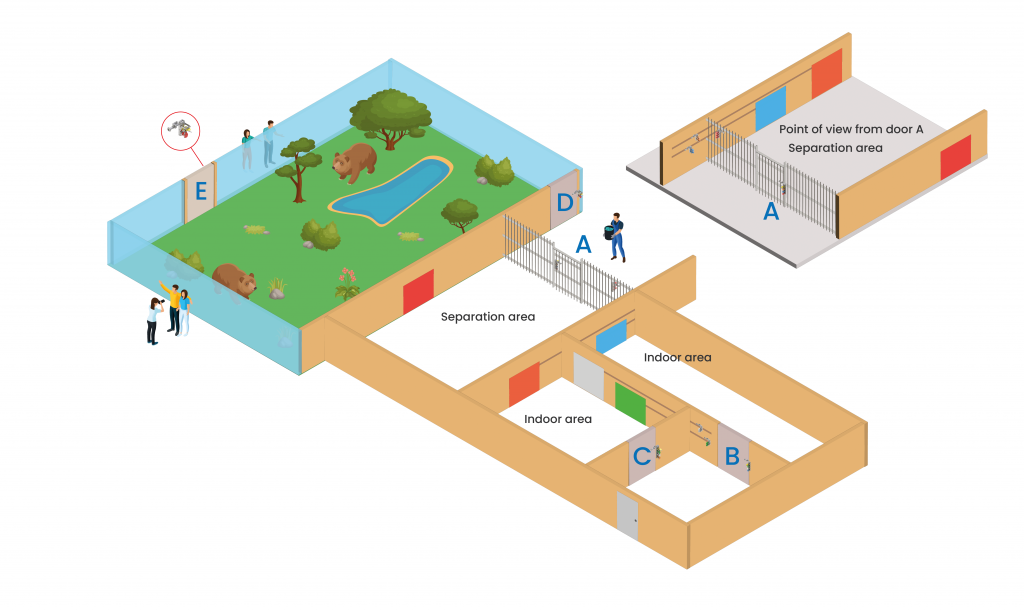 E
D
A
Separation area
Indoor area
Indoor area
C
B
Point of view from door A
Separation area
A